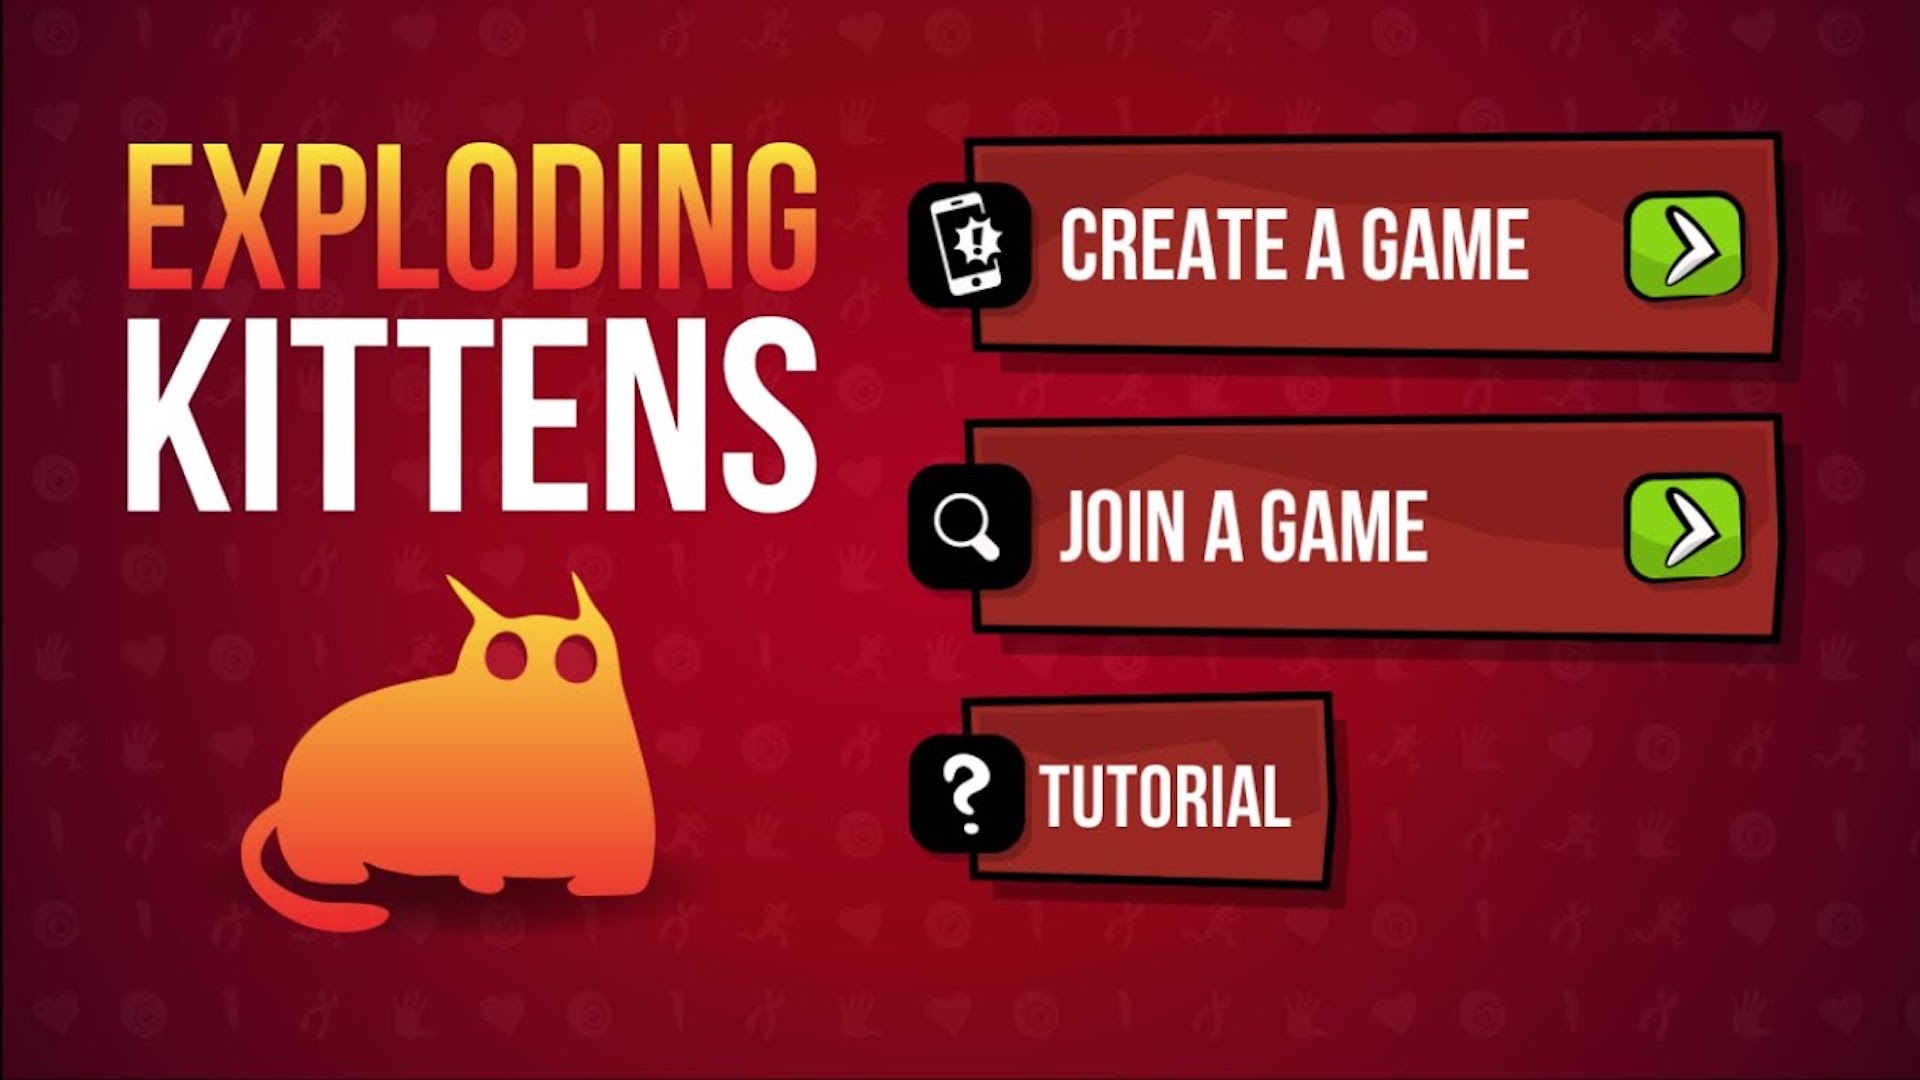 EXPLODING
KITTENS
CREATE A GAME
JOIN A GAME
TUTORIAL